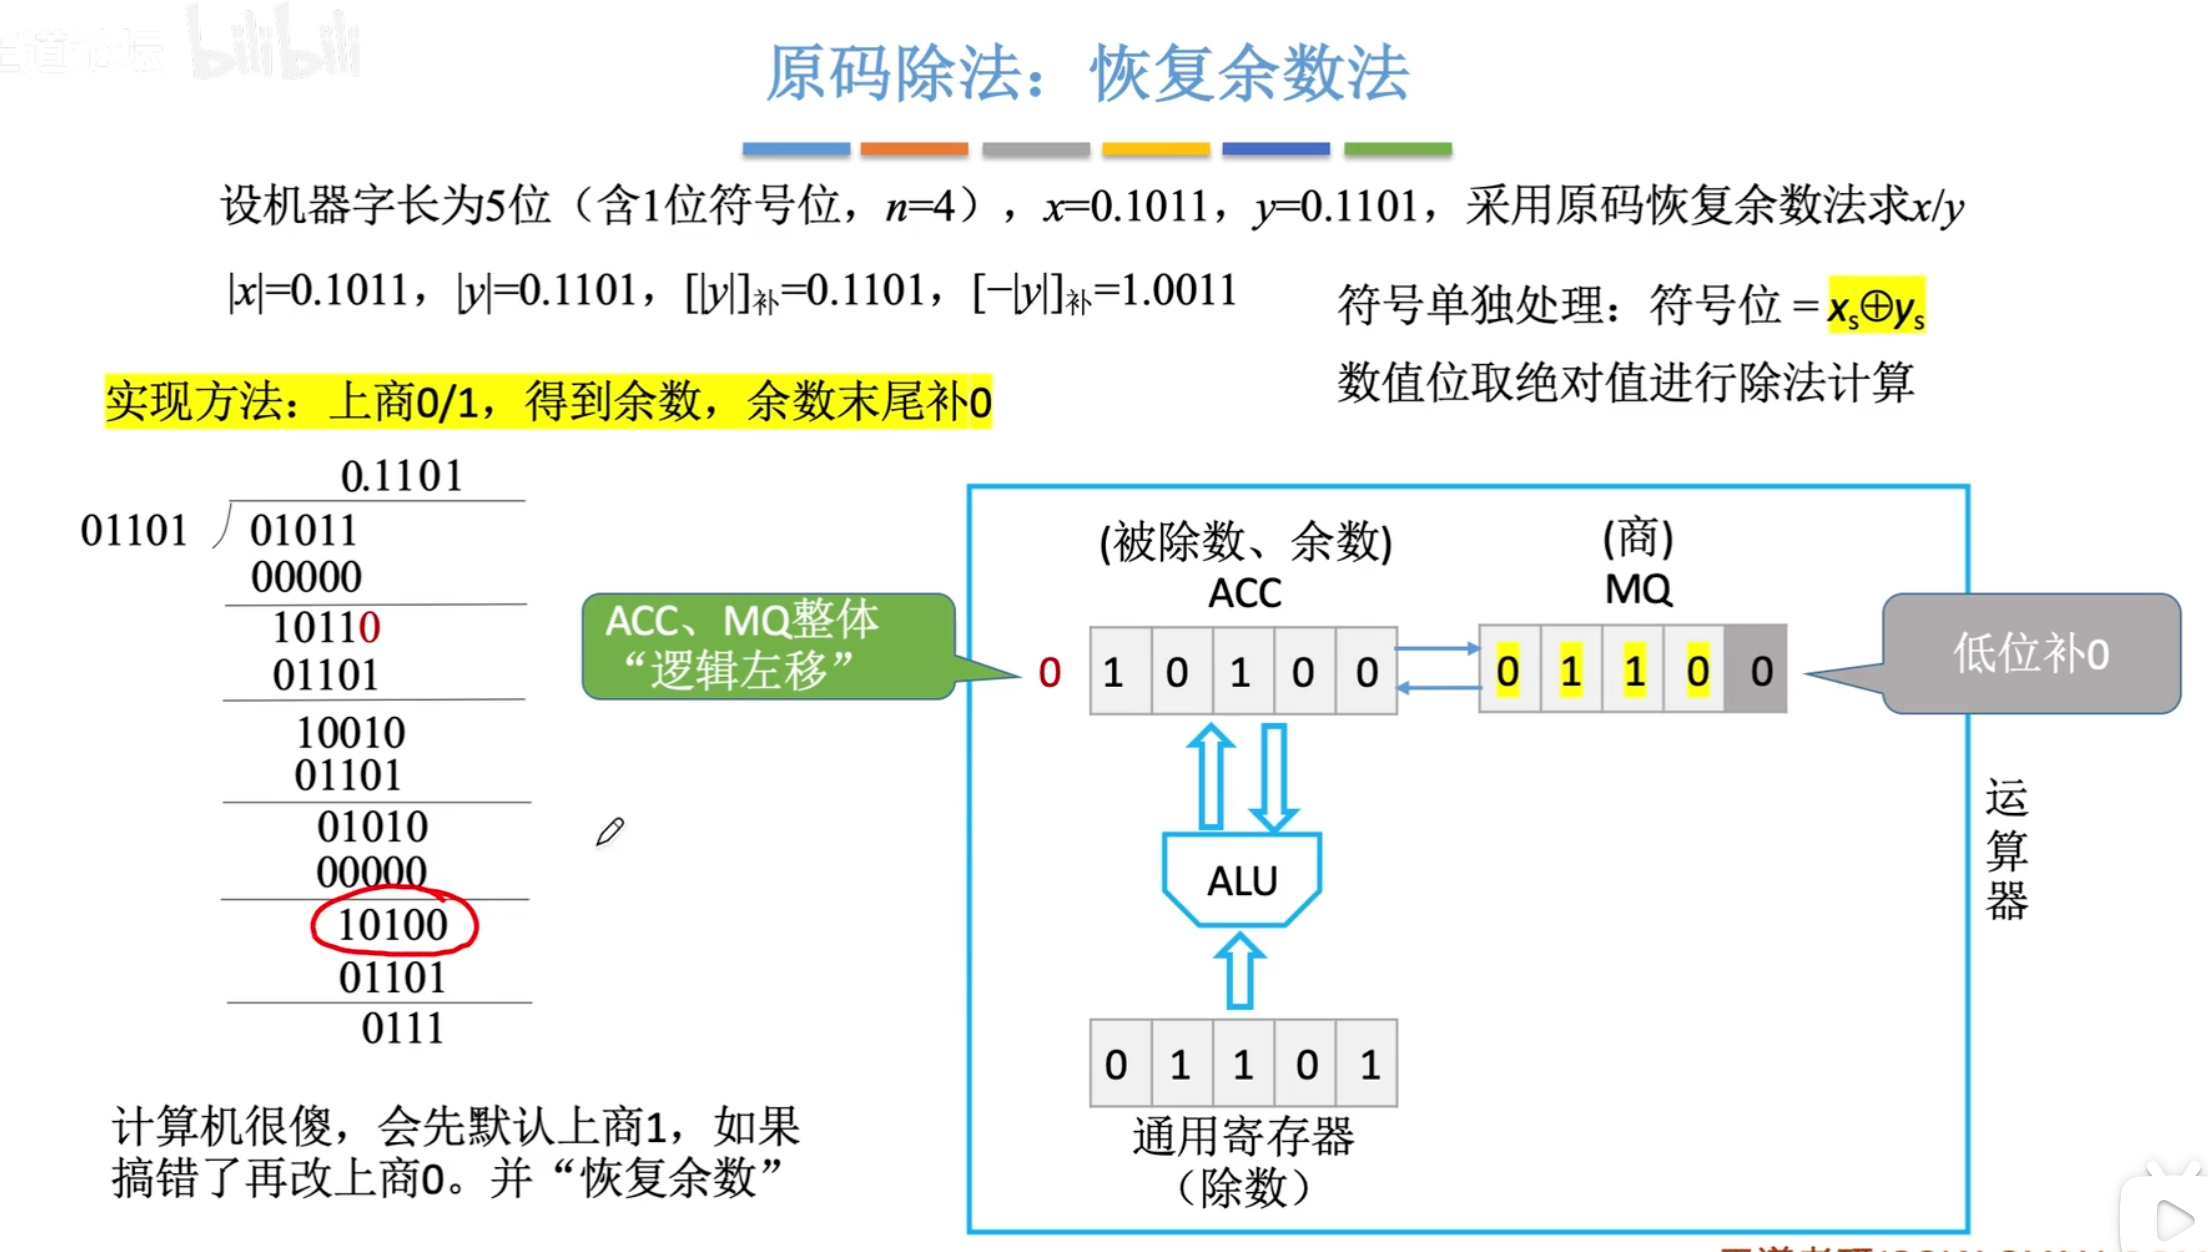 王道论坛 bilibili
原码除法：恢复余数法
设机器字长为5位（含1位符号位，n=4），x=0.1011，y=0.1101，采用原码恢复余数法求x/y
|x|=0.1011，|y|=0.1101，[|y|]补=0.1101，[−|y|]补=1.0011
符号单独处理：符号位 = xs⊕ys
数值位取绝对值进行除法计算
实现方法：上商0/1，得到余数，余数末尾补0
0.1101
01101 01011
00000
10110
01101
10010
01101
01010
00000
10100
01101
0111
计算机很傻，会先默认上商1，如果
搞错了再改上商0。并“恢复余数”
ACC、MQ整体
“逻辑左移”
(被除数、余数)
ACC
(商)
MQ
0 1 0 1 0 0
0 1 1 0 0
低位补0
ALU
0 1 1 0 1
通用寄存器
（除数）
运算器